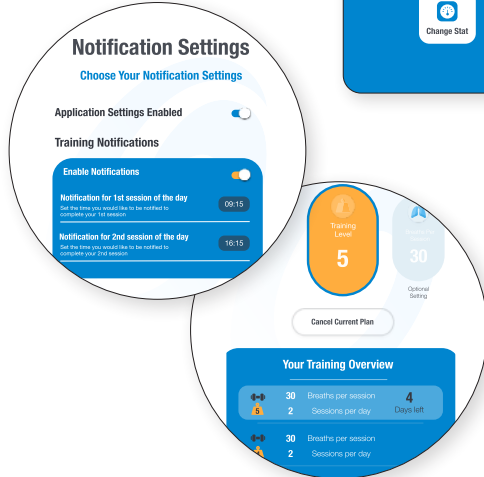 Change Stat
Notification Settings
Choose Your Notification Settings
Application Settings Enabled
Training Notifications
Enable Notifications
Notification for 1st session of the day
Set the time you would like to be notified to
complete your 1st session
09:15
Notification for 2nd session of the day
Set the time you would like to be notified to
complete your 2nd session
16:15
Training
Level
5
30
Optional
Setting
Cancel Current Plan
Your Training Overview
30 Breaths per session
5
2 Sessions per day
4
Days left
30 Breaths per session
2 Sessions per day